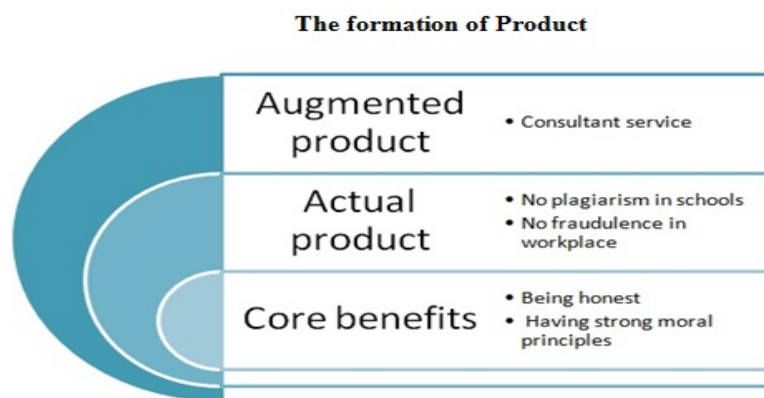 The formation of Product
Augmented
product
• Consultant service
Actual
product
• No plagiarism in schools
• No fraudulence in
workplace
Core benefits
• Being honest
• Having strong moral
principles